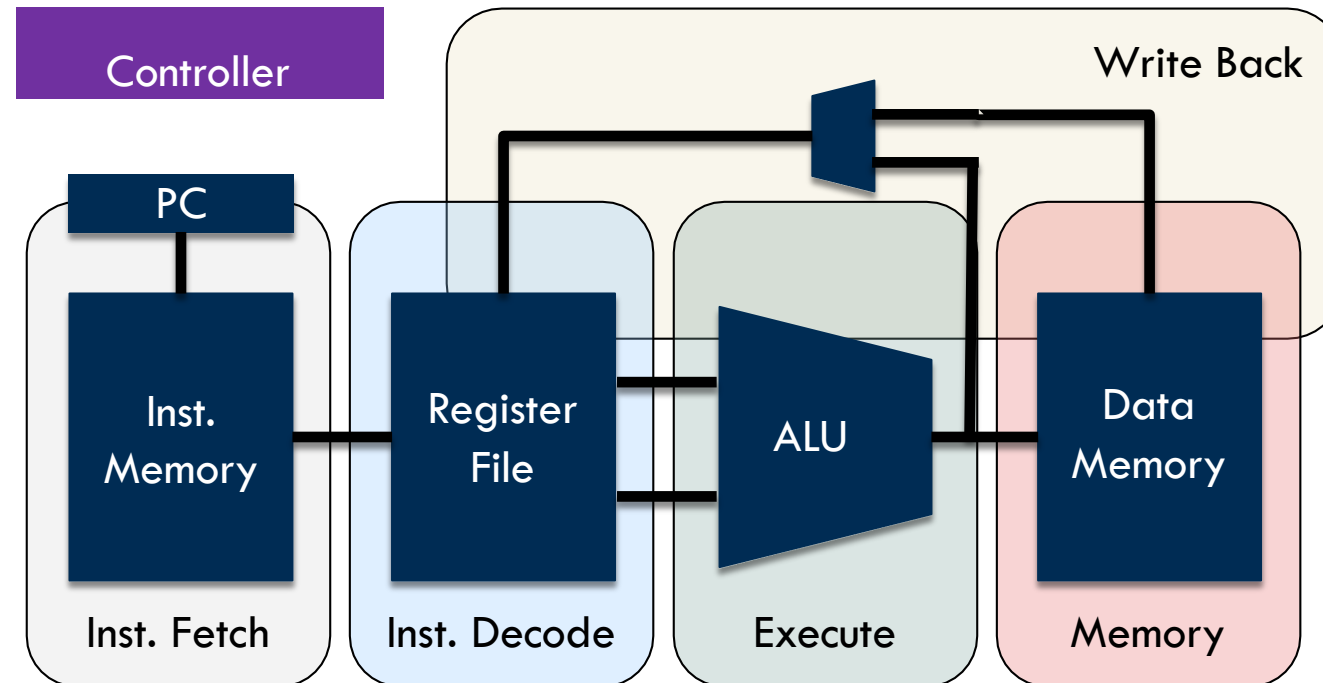 Controller
Write Back
PC
Inst.
Memory
Register
File
ALU
Data
Memory
Inst. Fetch
Inst. Decode
Execute
Memory